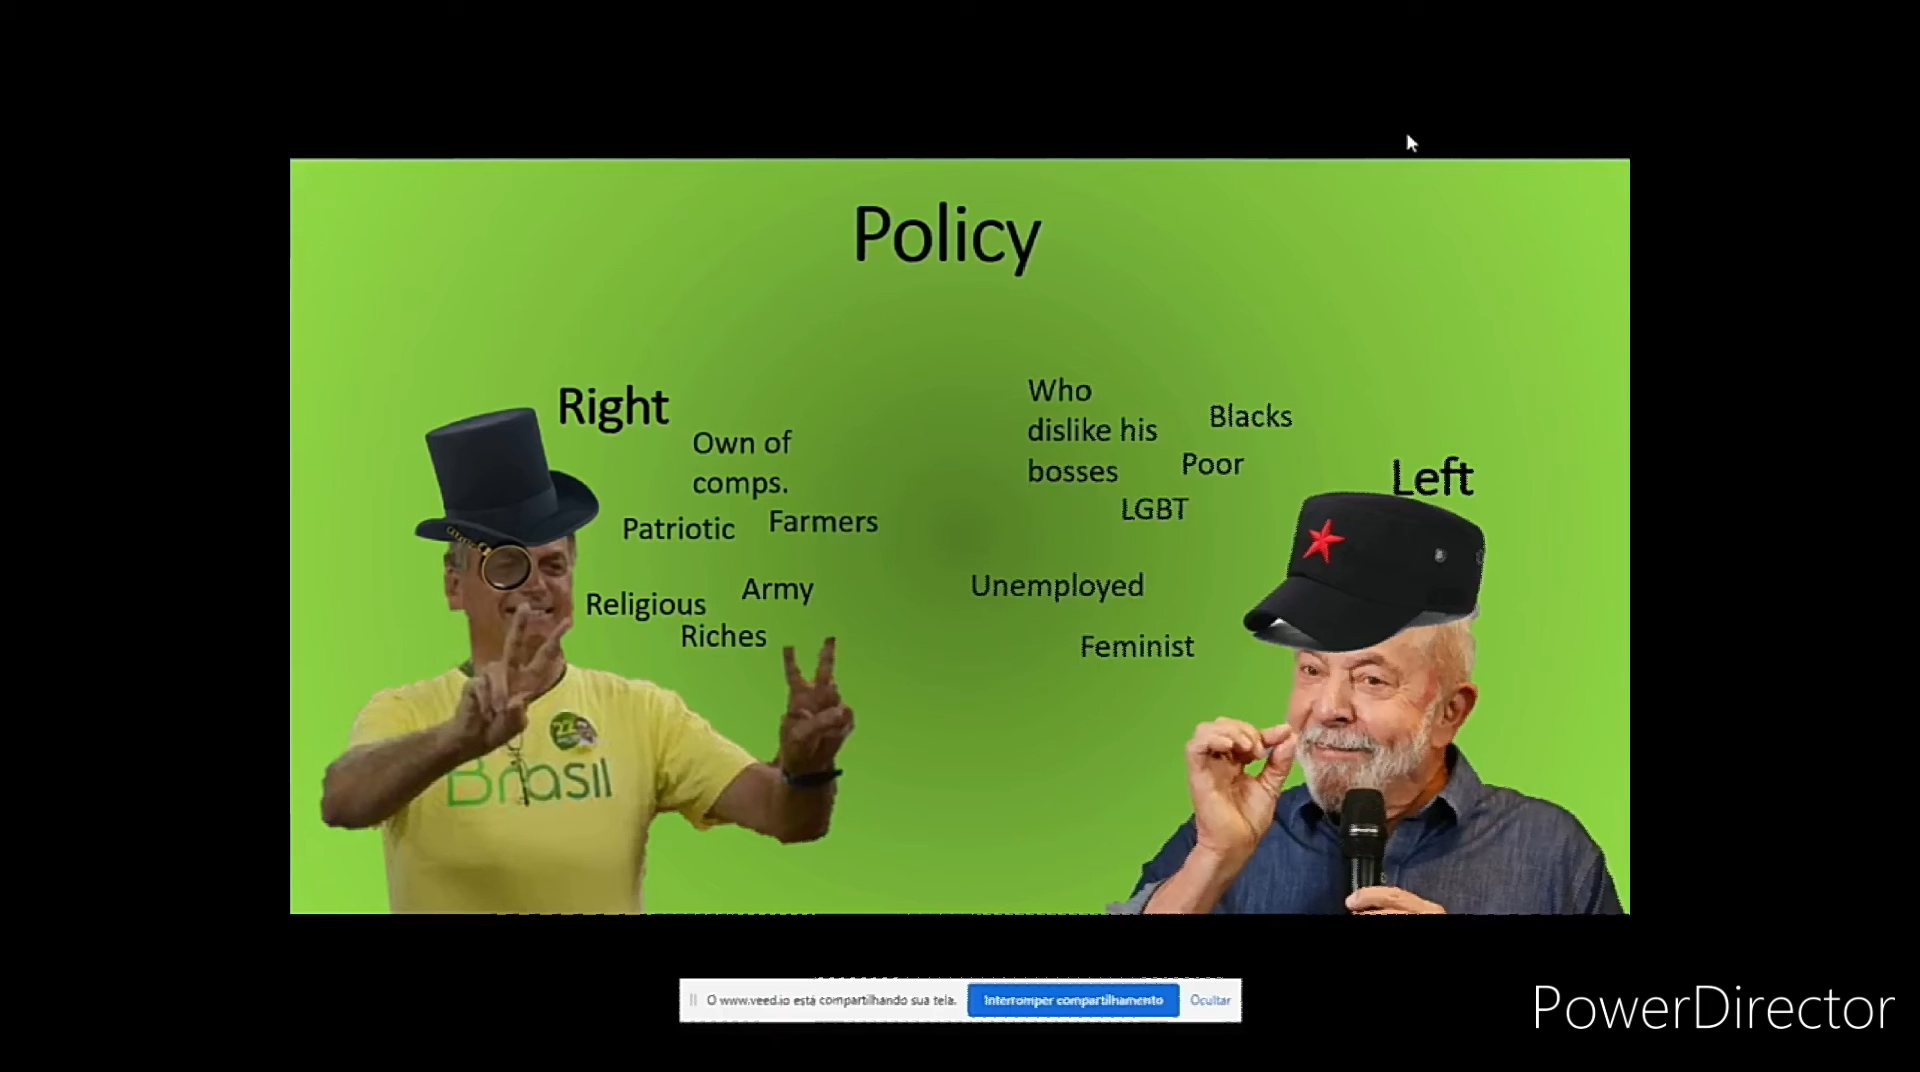 Policy
Right
Own of
comps.
Patriotic
Farmers
Religious
Army
Riches
22
Brasil
Who
dislike his
bosses
Blacks
Poor
LGBT
Unemployed
Feminist
Left
O www.veed.io está compartilhando sua tela.
Interromper compartilhamento
Ocultar
PowerDirector